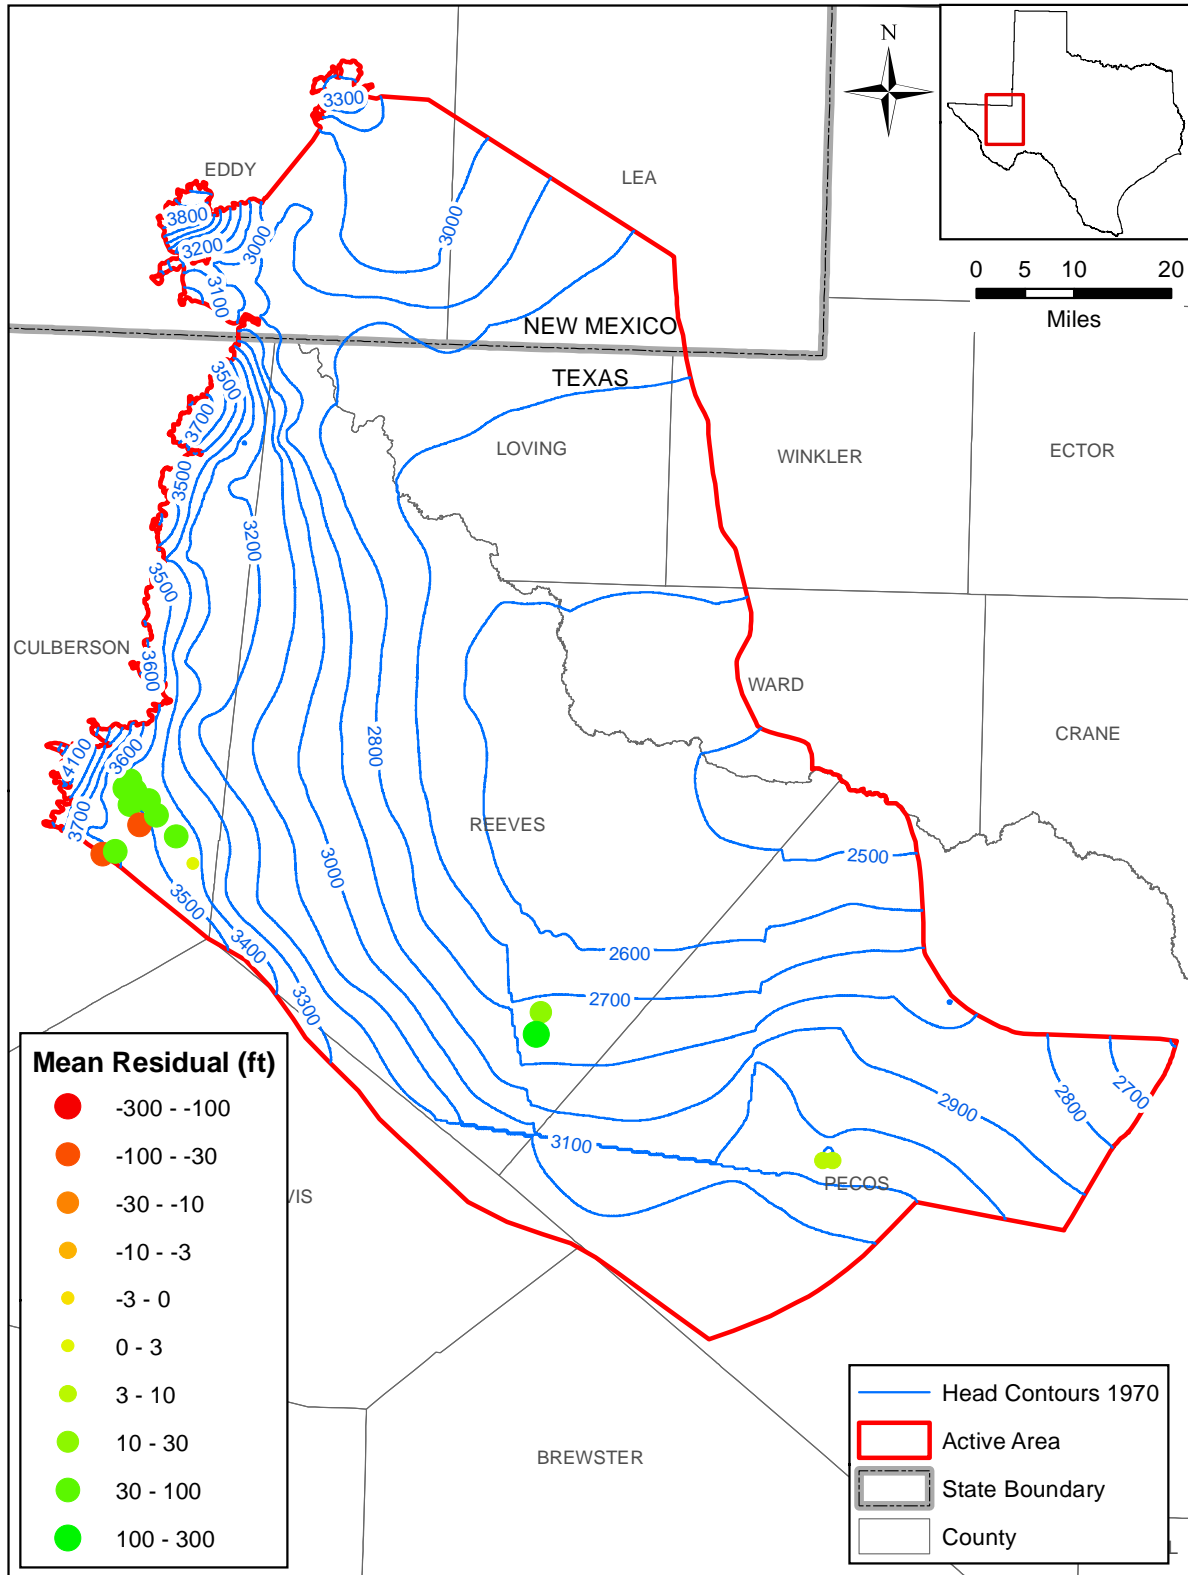 N
3300
EDDY
LEA
3800
3200
3000
3000
3100
0 5 10 20
Miles
NEW MEXICO
TEXAS
3500
3700
LOVING
WINKLER
ECTOR
3500
3200
3500
CULBERSON
3600
WARD
CRANE
4100
3600
2800
3700
REEVES
2500
3000
3500
3400
2600
3300
2700
2700
2800
2900
3100
PECOS
VIS
BREWSTER
L
Mean Residual (ft)
-300 - -100
-100 - -30
-30 - -10
-10 - -3
-3 - 0
0 - 3
3 - 10
10 - 30
30 - 100
100 - 300
Head Contours 1970
Active Area
State Boundary
County